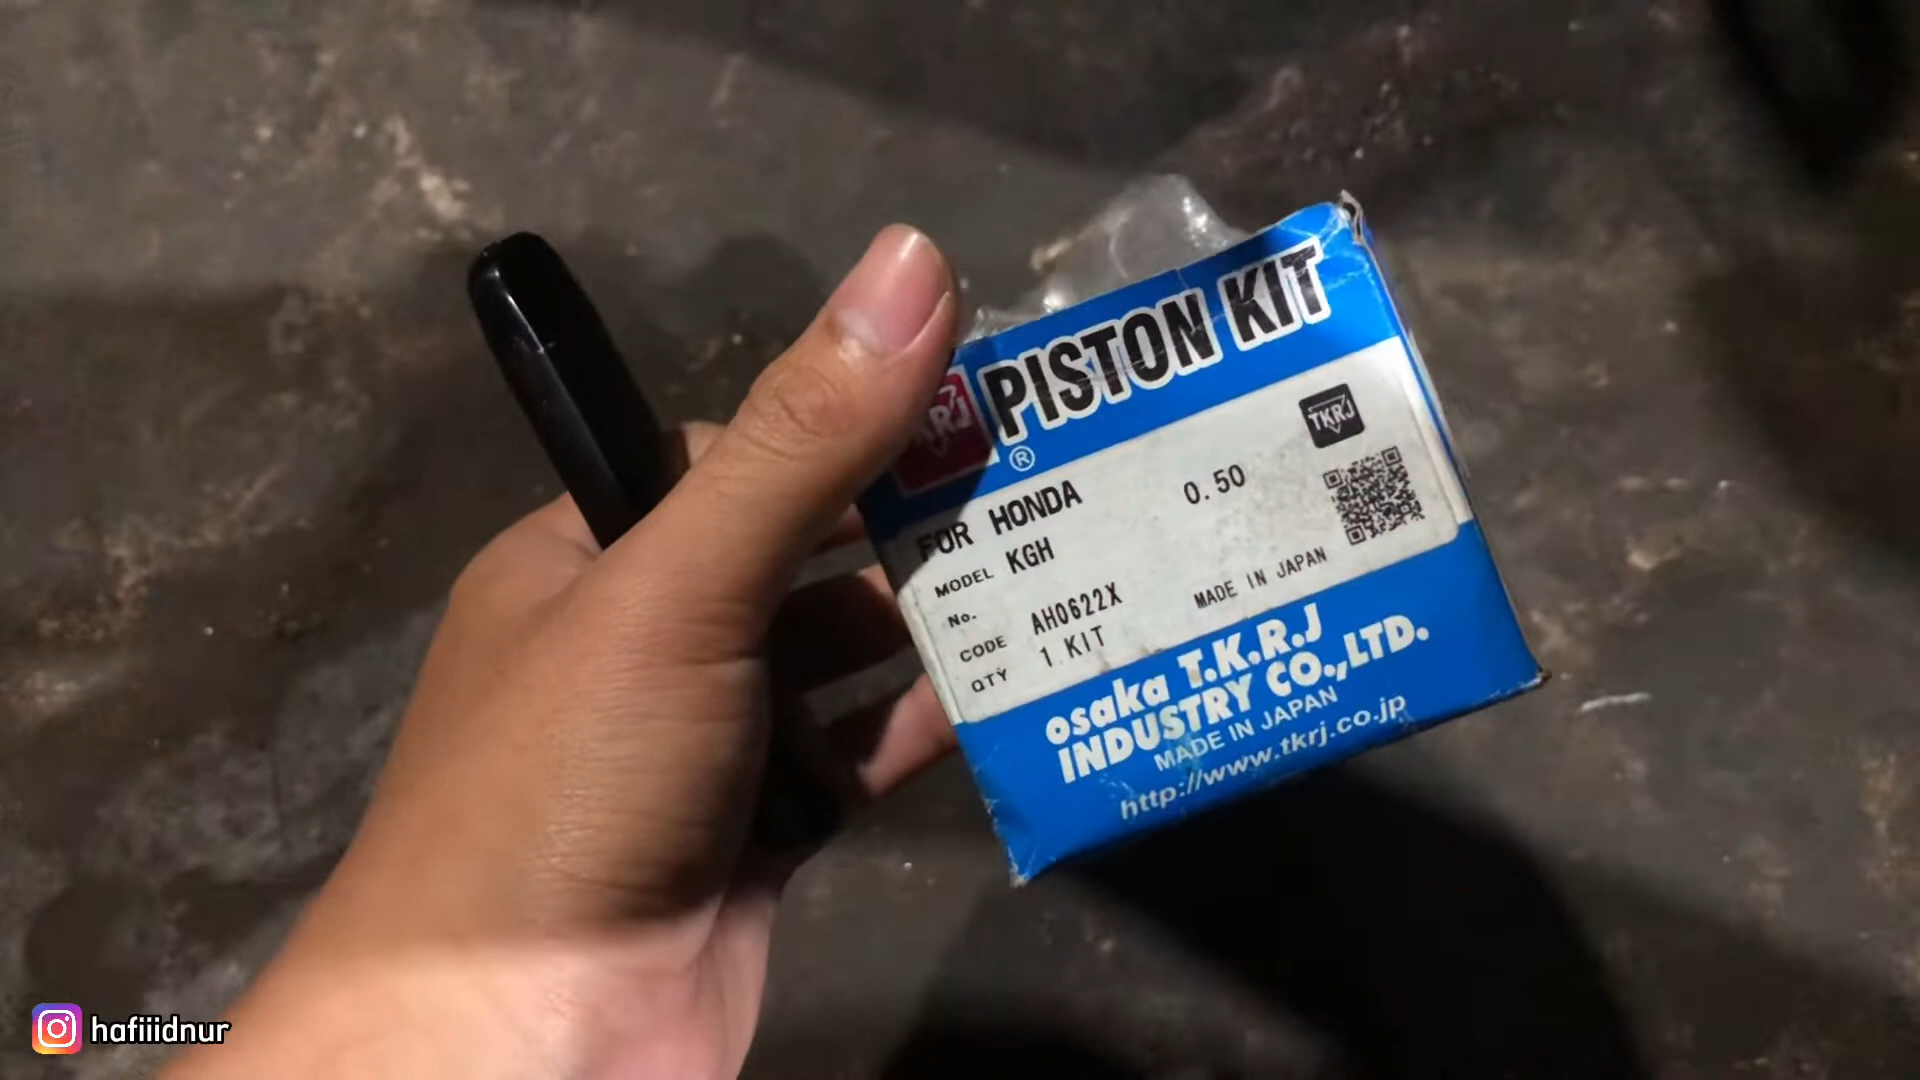 TKRJ PISTON KIT
®
TKRJ
FOR HONDA 0.50
MODEL KGH
No.
CODE AH0622X MADE IN JAPAN
QTY 1 KIT
osaka T.K.R.J
INDUSTRY CO.,LTD.
MADE IN JAPAN
http://www.tkrj.co.jp
hafiiidnur